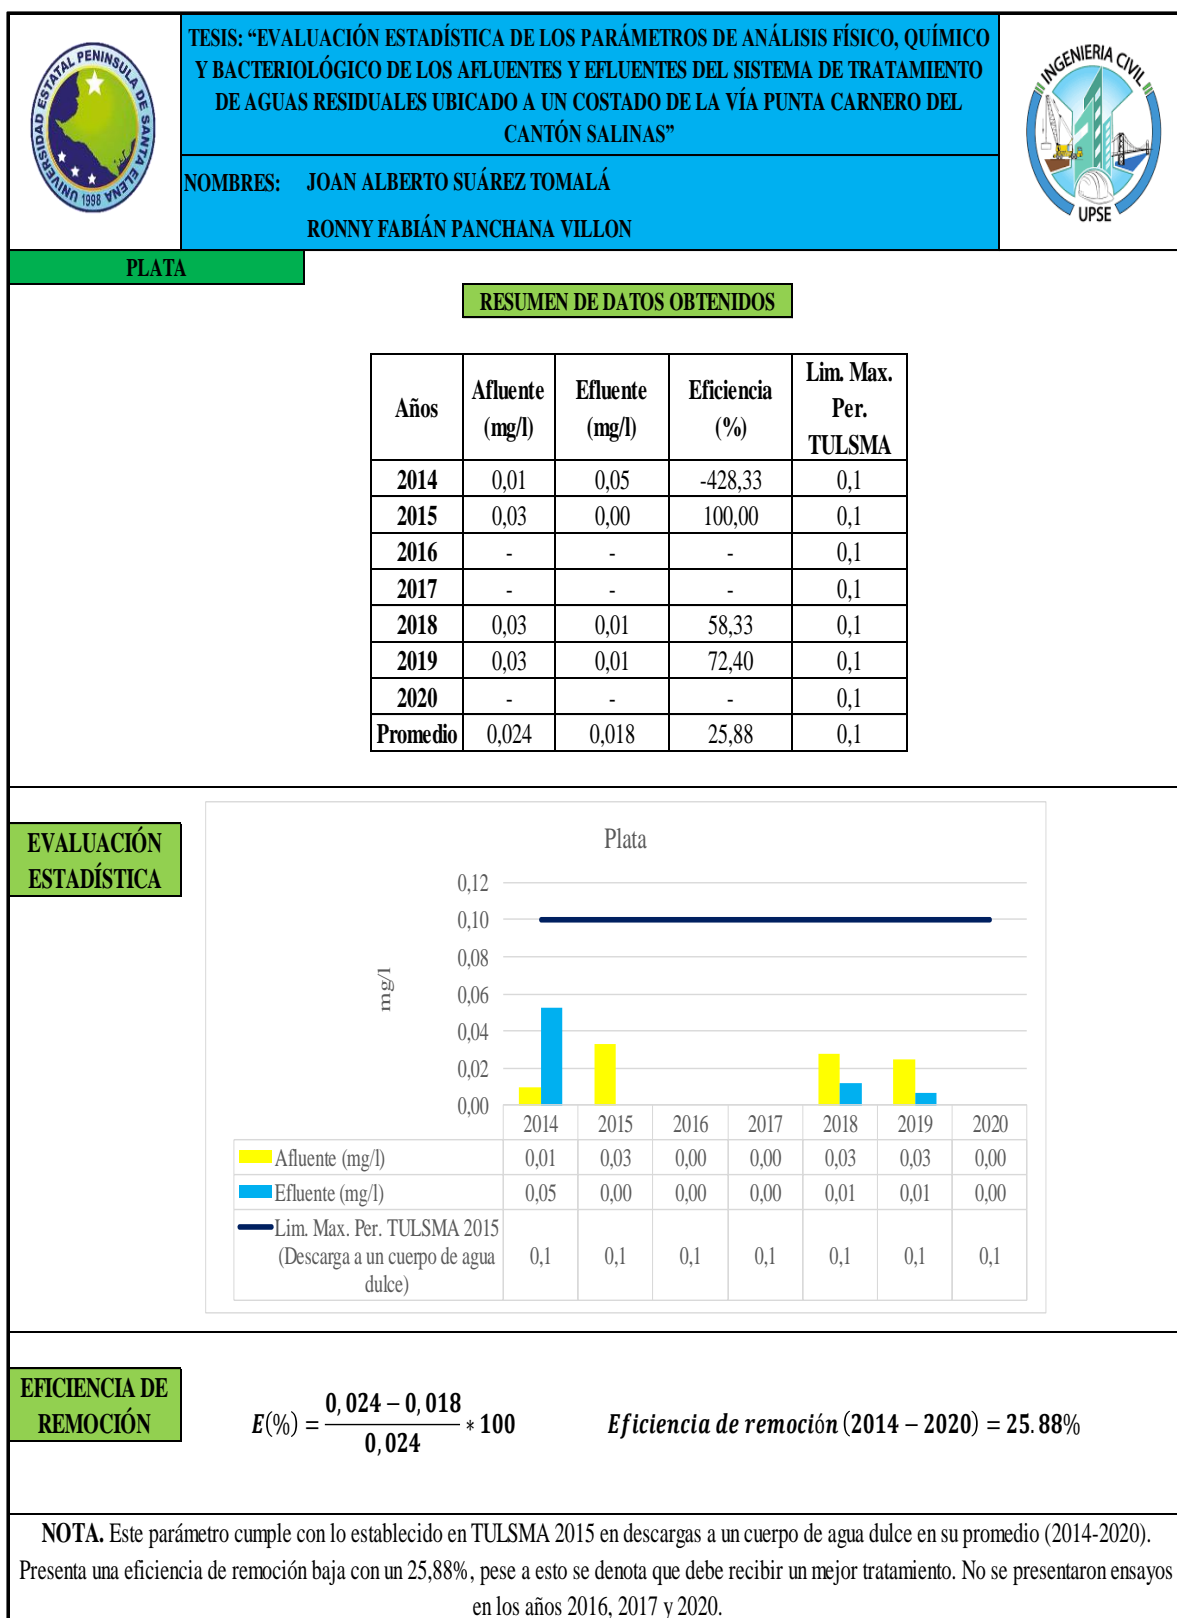 UNIVERSIDAD ESTATAL PENINSULA DE SANTA ELENA
UNNO 1998 VENA
TESIS: “EVALUACIÓN ESTADÍSTICA DE LOS PARÁMETROS DE ANÁLISIS FÍSICO, QUÍMICO
Y BACTERIOLÓGICO DE LOS AFLUENTES Y EFLUENTES DEL SISTEMA DE TRATAMIENTO
DE AGUAS RESIDUALES UBICADO A UN COSTADO DE LA VÍA PUNTA CARNERO DEL
CANTÓN SALINAS”
NOMBRES: JOAN ALBERTO SUÁREZ TOMALÁ
RONNY FABIÁN PANCHANA VILLON
INGENIERIA CIVIL
UPSE
PLATA
RESUMEN DE DATOS OBTENIDOS
Años Afluente (mg/l) Efluente (mg/l) Eficiencia (%) Lim. Max. Per. TULSMA
2014 0,01 0,05 -428,33 0,1
2015 0,03 0,00 100,00 0,1
2016 - - - 0,1
2017 - - - 0,1
2018 0,03 0,01 58,33 0,1
2019 0,03 0,01 72,40 0,1
2020 - - - 0,1
Promedio 0,024 0,018 25,88 0,1
EVALUACIÓN
ESTADÍSTICA
Plata
mg/l
0,12
0,10
0,08
0,06
0,04
0,02
0,00
2014 2015 2016 2017 2018 2019 2020
Afluente (mg/l) 0,01 0,03 0,00 0,00 0,03 0,03 0,00
Efluente (mg/l) 0,05 0,00 0,00 0,00 0,01 0,01 0,00
Lim. Max. Per. TULSMA 2015
(Descarga a un cuerpo de agua 0,1 0,1 0,1 0,1 0,1 0,1 0,1
dulce)
EFICIENCIA DE
REMOCIÓN
E(%) = (0,024 − 0,018) / 0,024 * 100 Eficiencia de remoción (2014 − 2020) = 25.88%
NOTA. Este parámetro cumple con lo establecido en TULSMA 2015 en descargas a un cuerpo de agua dulce en su promedio (2014-2020).
Presenta una eficiencia de remoción baja con un 25,88%, pese a esto se denota que debe recibir un mejor tratamiento. No se presentaron ensayos
en los años 2016, 2017 y 2020.